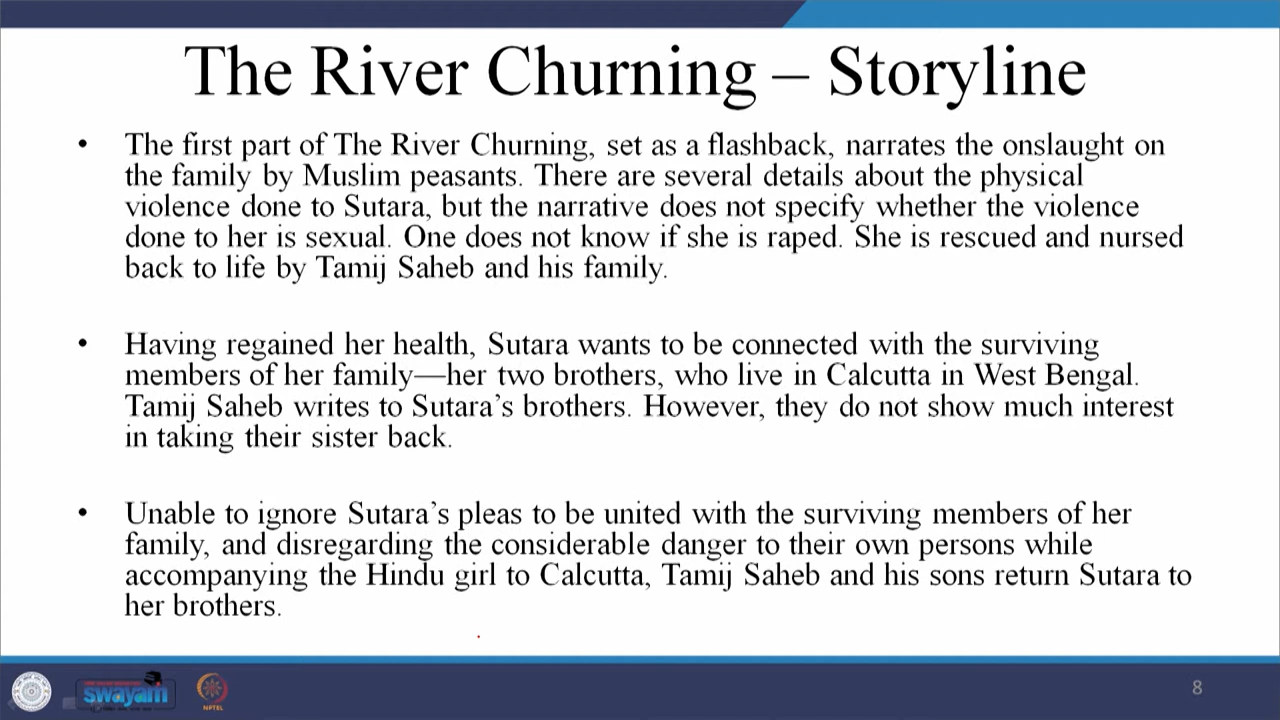 The River Churning – Storyline
• The first part of The River Churning, set as a flashback, narrates the onslaught on
the family by Muslim peasants. There are several details about the physical
violence done to Sutara, but the narrative does not specify whether the violence
done to her is sexual. One does not know if she is raped. She is rescued and nursed
back to life by Tamij Saheb and his family.
• Having regained her health, Sutara wants to be connected with the surviving
members of her family—her two brothers, who live in Calcutta in West Bengal.
Tamij Saheb writes to Sutara’s brothers. However, they do not show much interest
in taking their sister back.
• Unable to ignore Sutara’s pleas to be united with the surviving members of her
family, and disregarding the considerable danger to their own persons while
accompanying the Hindu girl to Calcutta, Tamij Saheb and his sons return Sutara to
her brothers.
swayam
NPTEL
8